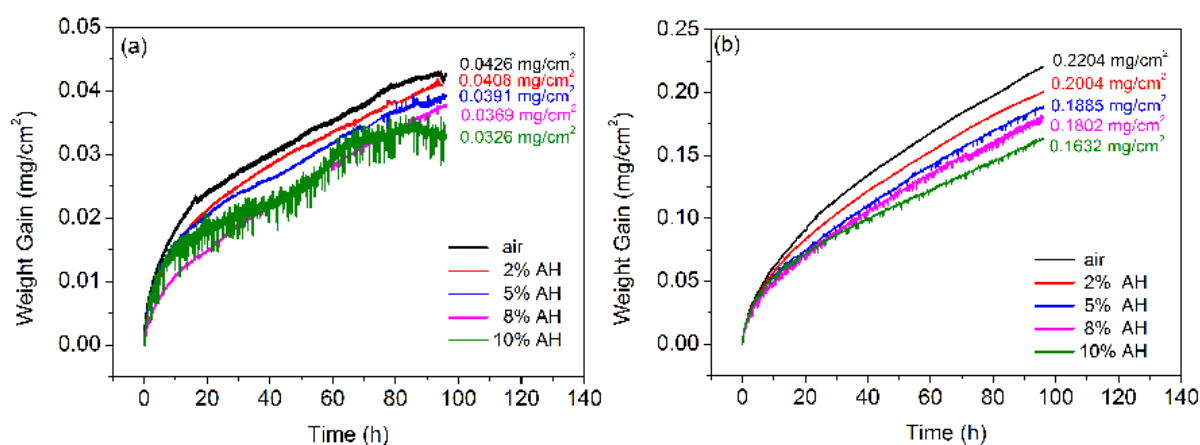 (a)
Weight Gain (mg/cm²)
0.05
0.04
0.03
0.02
0.01
0.00
0.0426 mg/cm²
0.0408 mg/cm²
0.0391 mg/cm²
0.0369 mg/cm²
0.0326 mg/cm²
air
2% AH
5% AH
8% AH
10% AH
0 20 40 60 80 100 120 140
Time (h)
(b)
Weight Gain (mg/cm²)
0.25
0.20
0.15
0.10
0.05
0.00
0.2204 mg/cm²
0.2004 mg/cm²
0.1885 mg/cm²
0.1802 mg/cm²
0.1632 mg/cm²
air
2% AH
5% AH
8% AH
10% AH
0 20 40 60 80 100 120 140
Time (h)